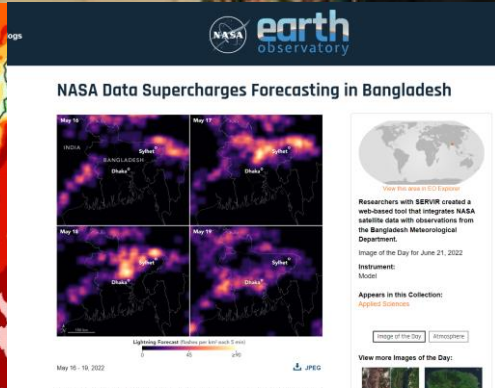 ogs
NASA
earth
observatory
NASA Data Supercharges Forecasting in Bangladesh
May 16
INDIA
BANGLADESH
Sylhet
Dhaka
May 17
Sylhet
Dhaka
May 18
Sylhet
Dhaka
May 19
Sylhet
Dhaka
Lightning Forecast (flashes per km² each 5 min)
0 45 ≥90
May 16 - 19, 2022
JPEG
View this area in EO Explorer
Researchers with SERVIR created a
web-based tool that integrates NASA
satellite data with observations from
the Bangladesh Meteorological
Department.
Image of the Day for June 21, 2022
Instrument:
Model
Appears in this Collection:
Applied Sciences
Image of the Day Atmosphere
View more Images of the Day: